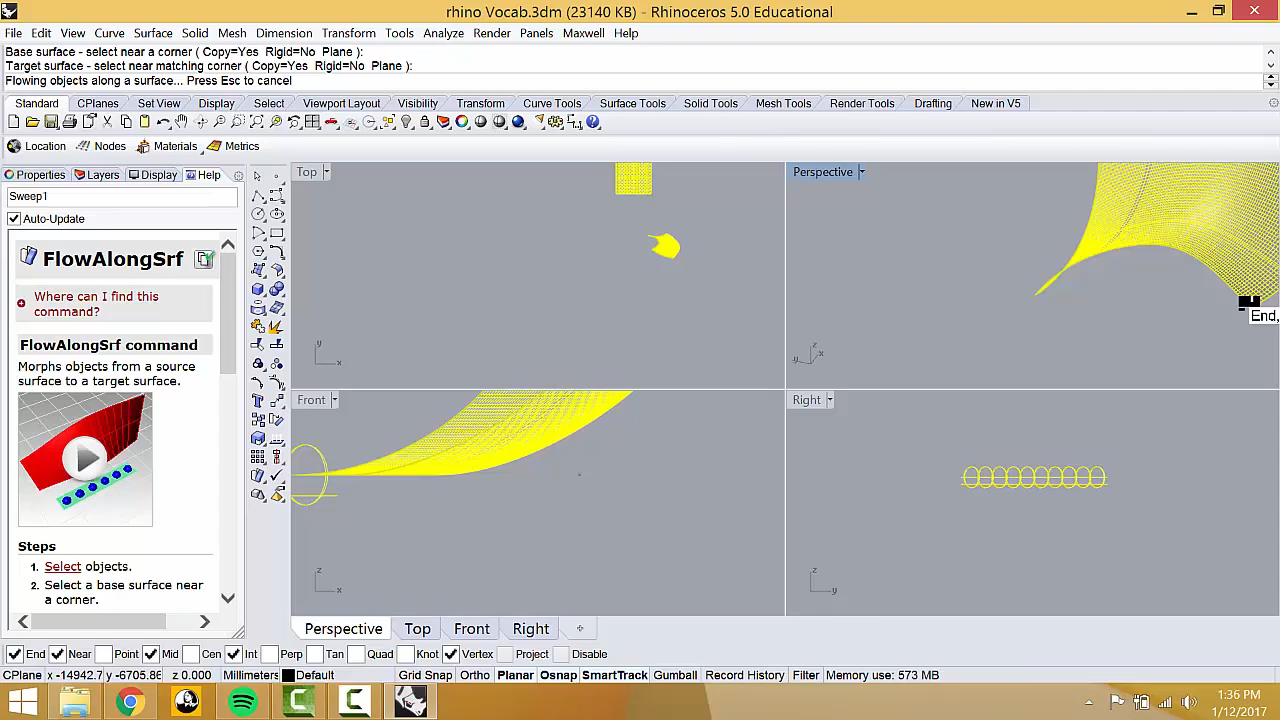 rhino Vocab.3dm (23140 KB) - Rhinoceros 5.0 Educational
File Edit View Curve Surface Solid Mesh Dimension Transform Tools Analyze Render Panels Maxwell Help
Base surface - select near a corner ( Copy=Yes Rigid=No Plane ):
Target surface - select near matching corner ( Copy=Yes Rigid=No Plane ):
Flowing objects along a surface... Press Esc to cancel
Standard CPlanes Set View Display Select Viewport Layout Visibility Transform Curve Tools Surface Tools Solid Tools Mesh Tools Render Tools Drafting New in V5
Location Nodes Materials Metrics
Properties Layers Display Help
Top
Perspective
Sweep1
Auto-Update
FlowAlongSrf
Where can I find this
command?
FlowAlongSrf command
Morphs objects from a source
surface to a target surface.
Steps
1. Select objects.
2. Select a base surface near
a corner.
End,
y
x
z
y
x
Front
Right
z
x
z
y
Perspective Top Front Right
End Near Point Mid Cen Int Perp Tan Quad Knot Vertex Project Disable
CPlane x -14942.7 y -6705.86 z 0.000 Millimeters Default Grid Snap Ortho Planar Osnap SmartTrack Gumball Record History Filter Memory use: 573 MB
1:36 PM
1/12/2017